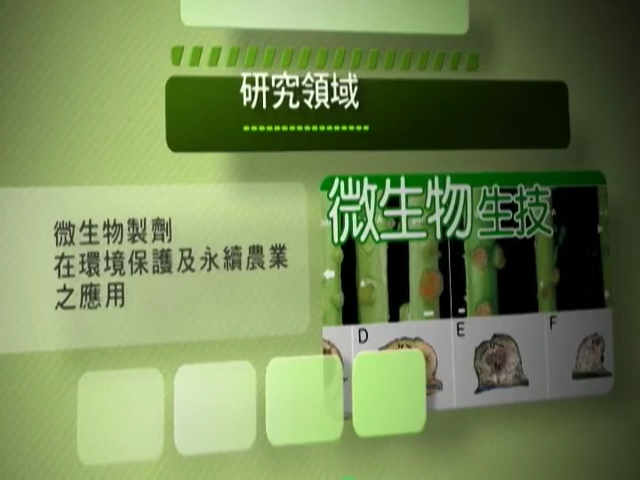 研究領域
微生物生技
微生物製劑
在環境保護及永續農業
之應用
D
E
F